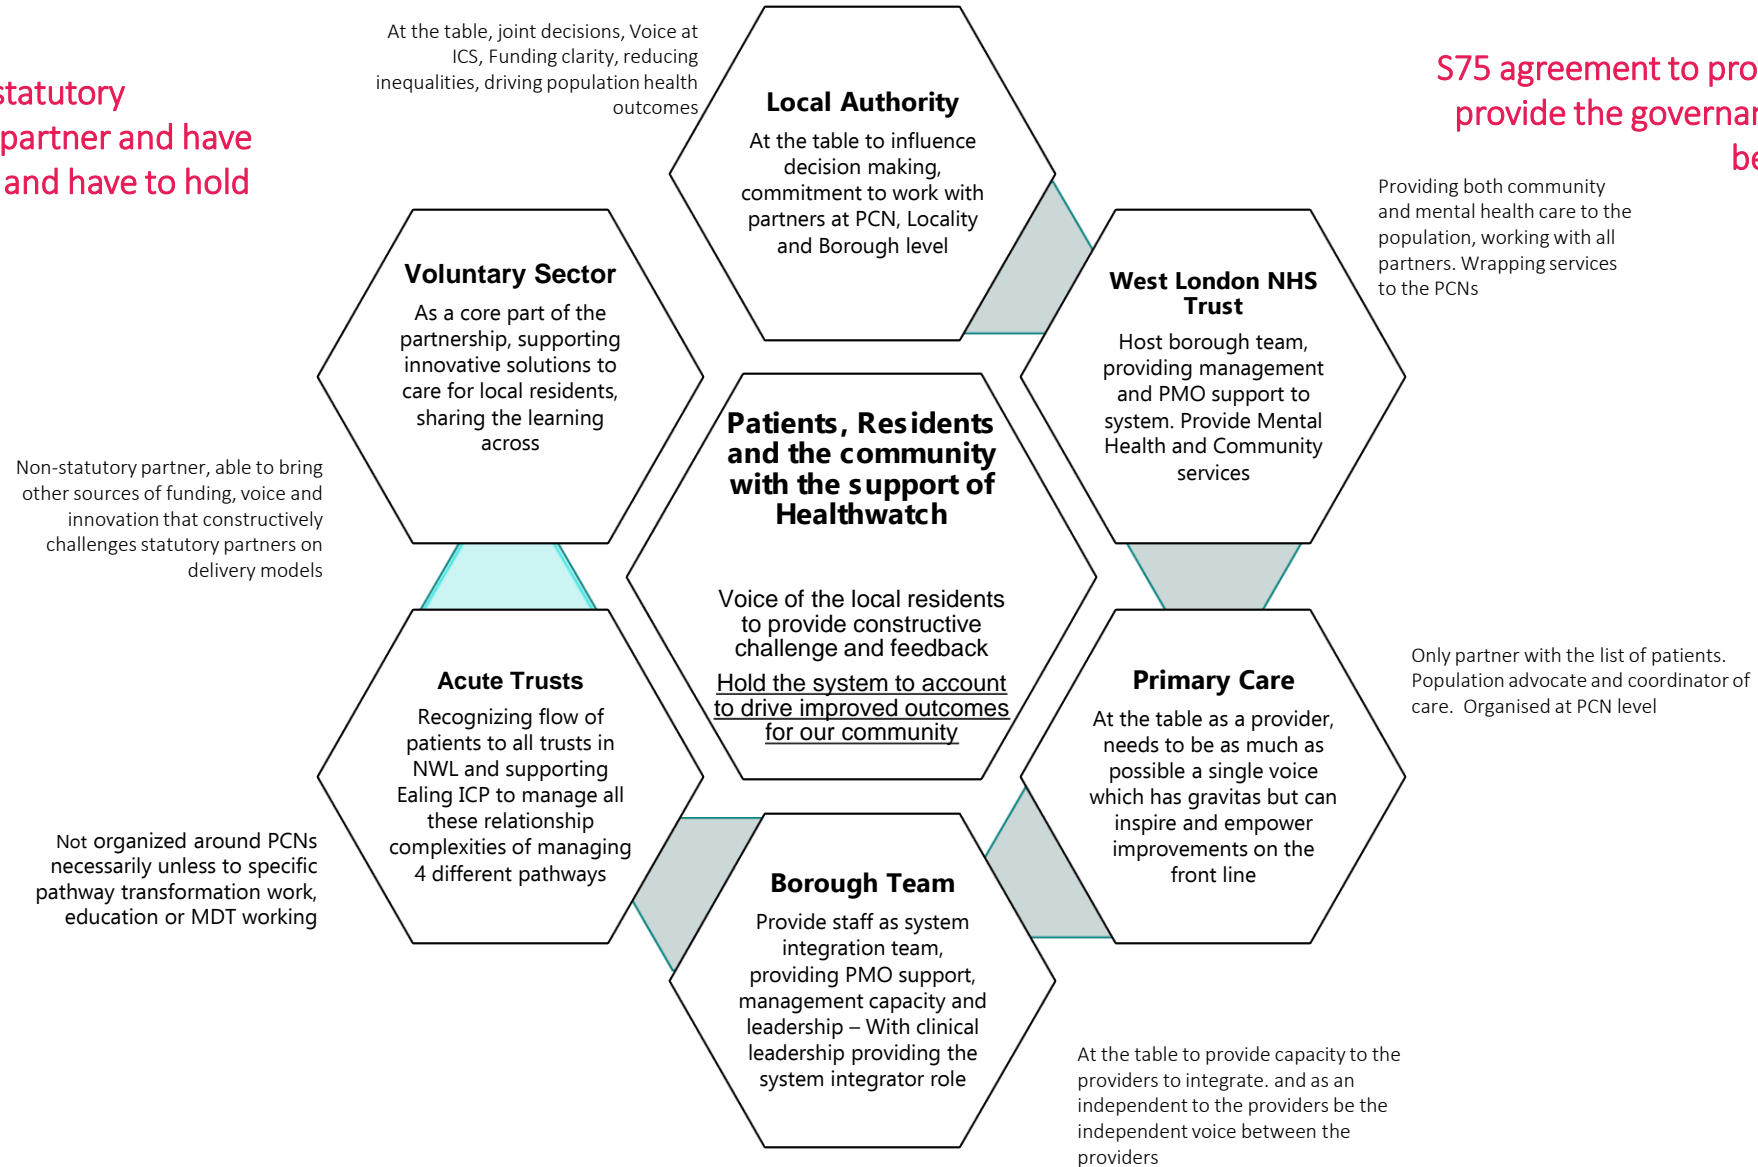 At the table, joint decisions, Voice at
ICS, Funding clarity, reducing
inequalities, driving population health
outcomes
statutory
partner and have
and have to hold
S75 agreement to pro
provide the governa
be
Local Authority
At the table to influence
decision making,
commitment to work with
partners at PCN, Locality
and Borough level
Providing both community
and mental health care to the
population, working with all
partners. Wrapping services
to the PCNs
Voluntary Sector
As a core part of the
partnership, supporting
innovative solutions to
care for local residents,
sharing the learning
across
West London NHS
Trust
Host borough team,
providing management
and PMO support to
system. Provide Mental
Health and Community
services
Non-statutory partner, able to bring
other sources of funding, voice and
innovation that constructively
challenges statutory partners on
delivery models
Patients, Residents
and the community
with the support of
Healthwatch
Voice of the local residents
to provide constructive
challenge and feedback
Hold the system to account
to drive improved outcomes
for our community
Acute Trusts
Recognizing flow of
patients to all trusts in
NWL and supporting
Ealing ICP to manage all
these relationship
complexities of managing
4 different pathways
Primary Care
At the table as a provider,
needs to be as much as
possible a single voice
which has gravitas but can
inspire and empower
improvements on the
front line
Only partner with the list of patients.
Population advocate and coordinator of
care. Organised at PCN level
Not organized around PCNs
necessarily unless to specific
pathway transformation work,
education or MDT working
Borough Team
Provide staff as system
integration team,
providing PMO support,
management capacity and
leadership – With clinical
leadership providing the
system integrator role
At the table to provide capacity to the
providers to integrate. and as an
independent to the providers be the
independent voice between the
providers